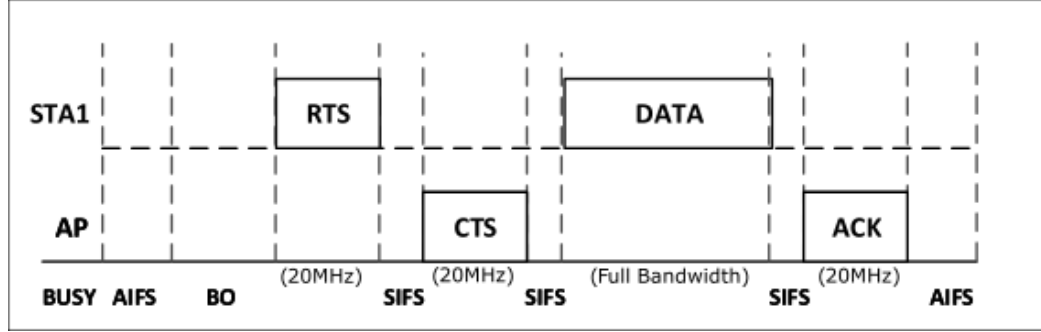 STA1 RTS DATA
AP CTS ACK
(20MHz) (20MHz) (Full Bandwidth) (20MHz)
BUSY AIFS BO SIFS SIFS SIFS AIFS